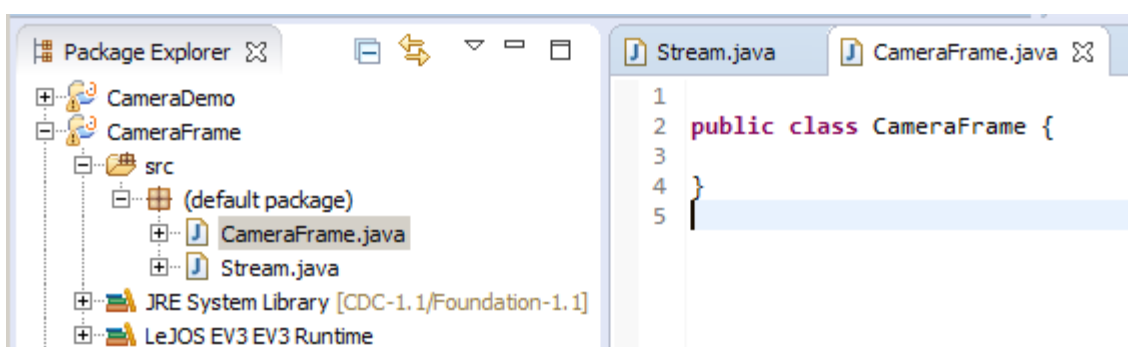 Package Explorer
CameraDemo
CameraFrame
src
(default package)
CameraFrame.java
Stream.java
JRE System Library [CDC-1.1/Foundation-1.1]
LeJOS EV3 EV3 Runtime
Stream.java
CameraFrame.java
1
2 public class CameraFrame {
3
4 }
5